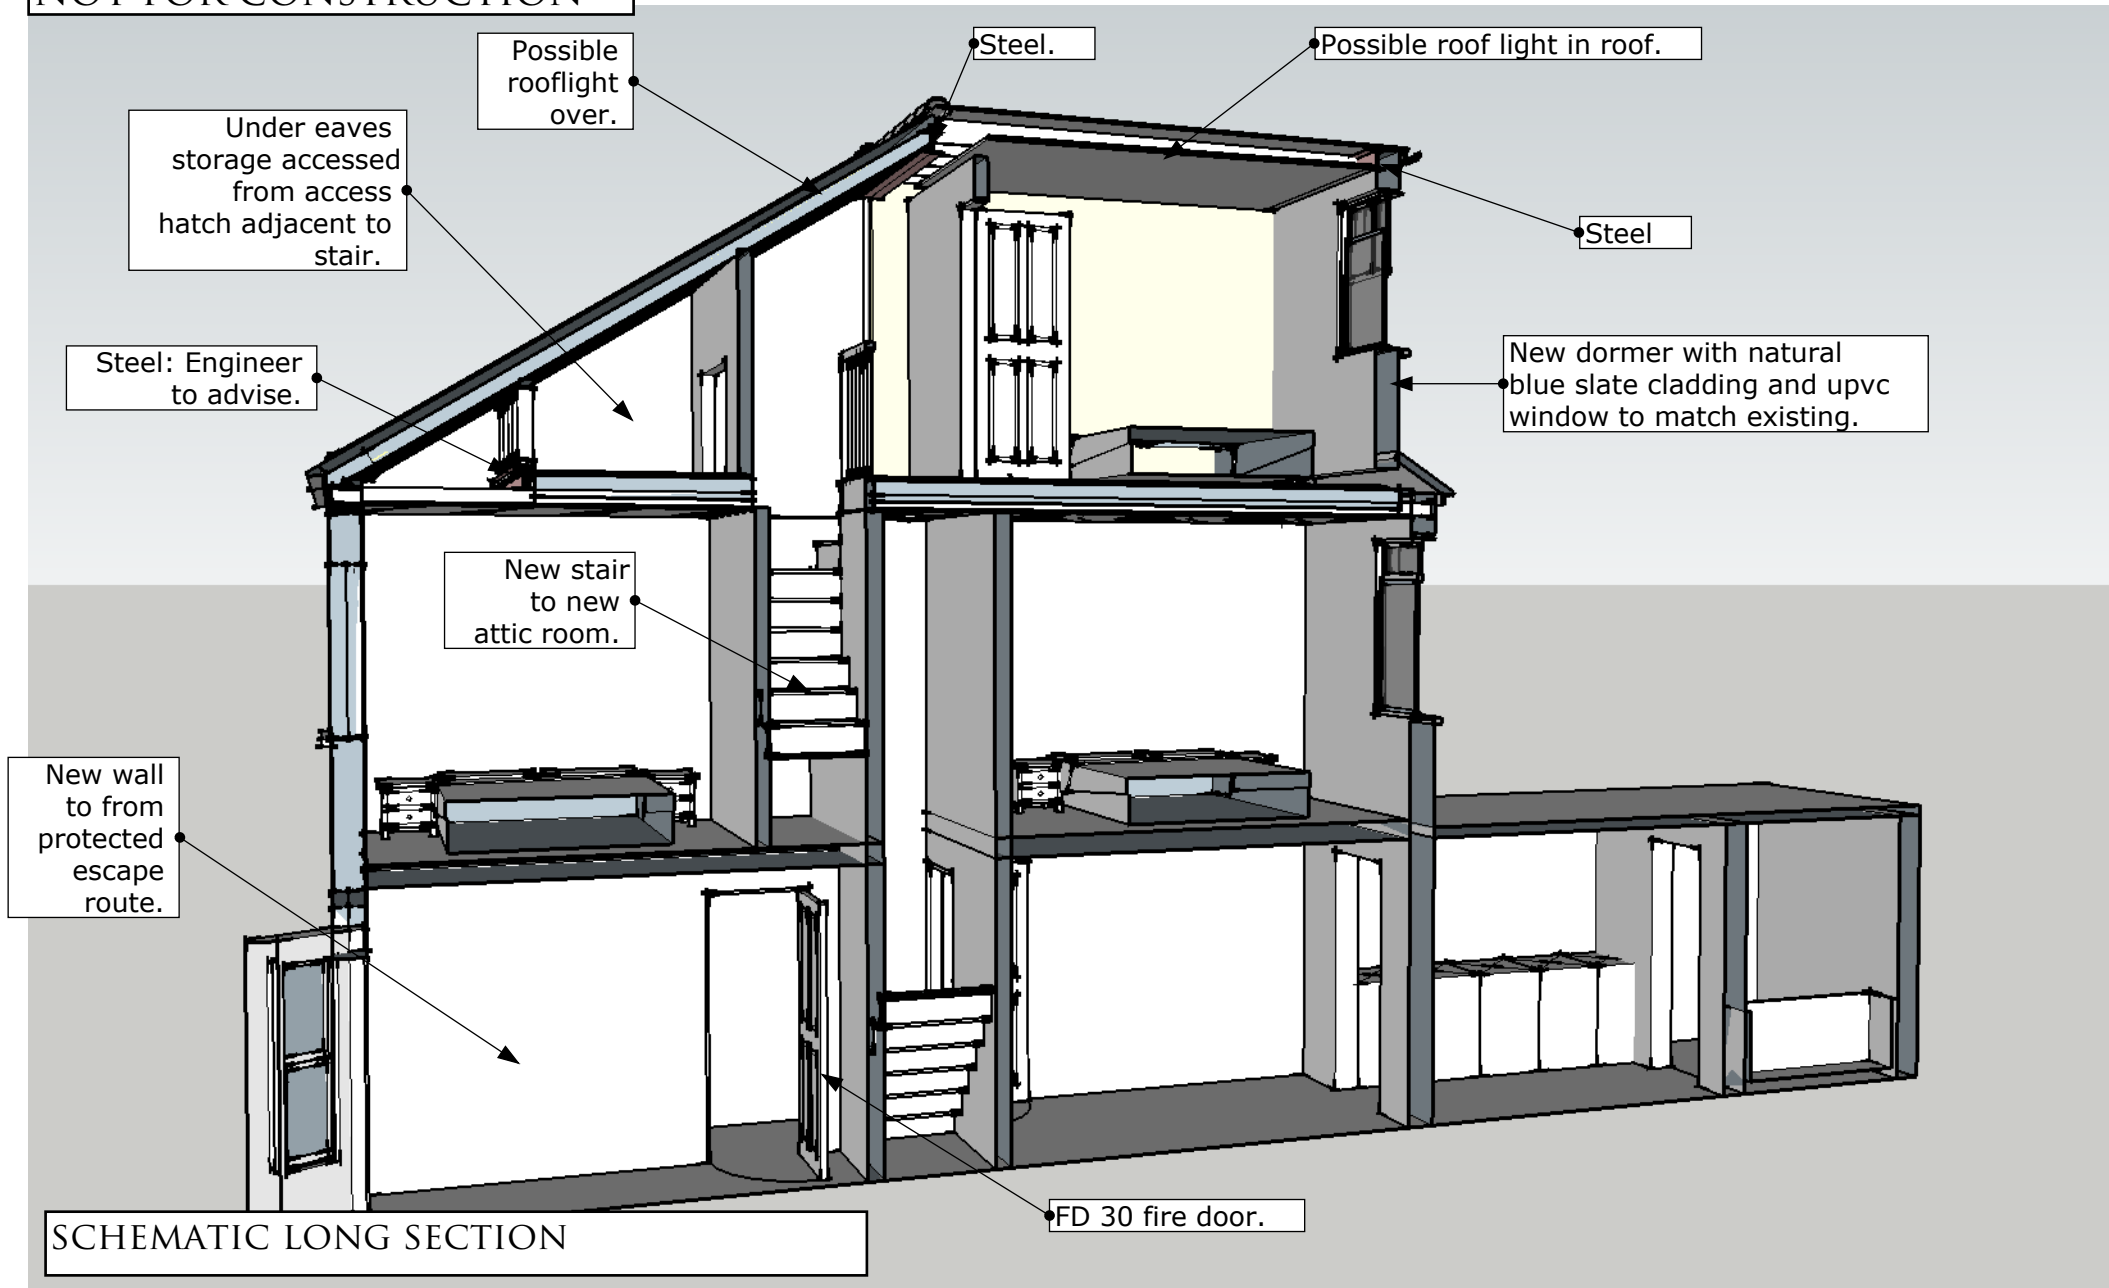 NOT FOR CONSTRUCTION
Possible
rooflight
over.
Steel.
Possible roof light in roof.
Under eaves
storage accessed
from access
hatch adjacent to
stair.
Steel
Steel: Engineer
to advise.
New dormer with natural
blue slate cladding and upvc
window to match existing.
New stair
to new
attic room.
New wall
to from
protected
escape
route.
FD 30 fire door.
SCHEMATIC LONG SECTION